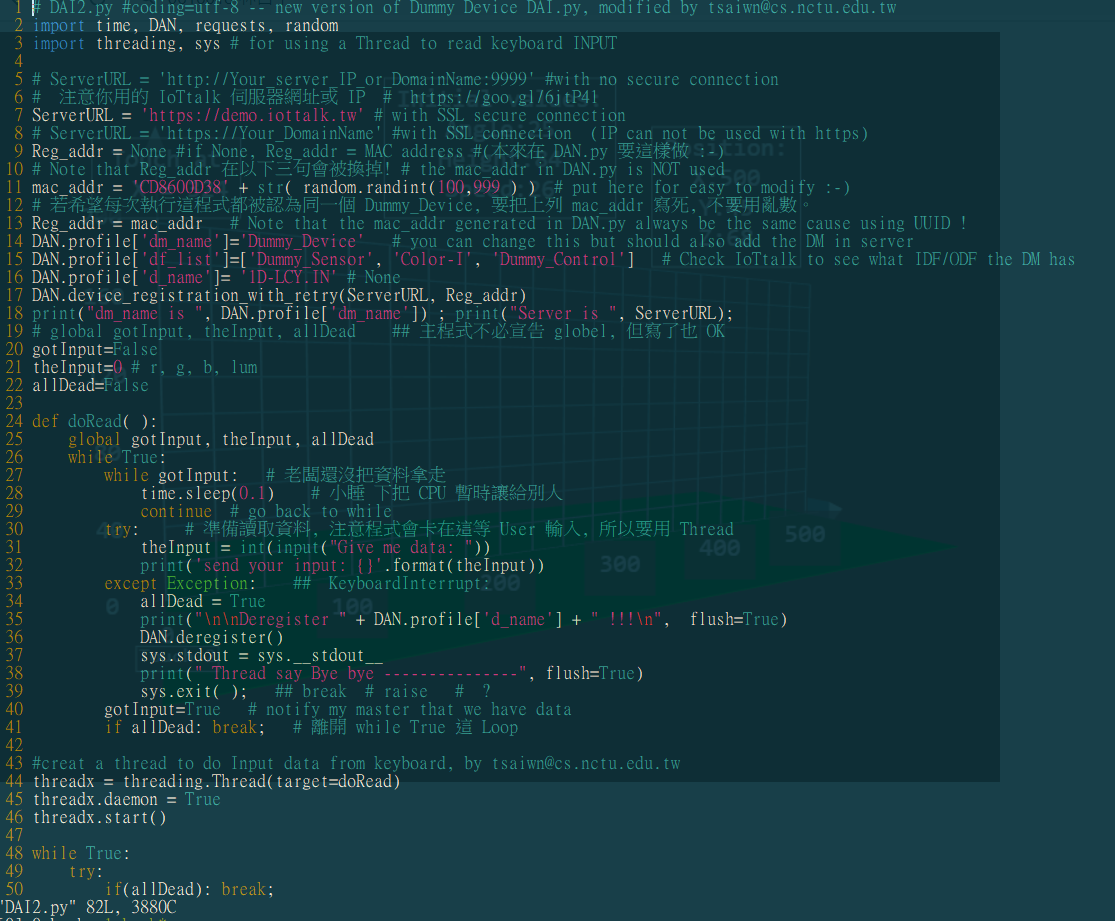 1 # DAI2.py #coding=utf-8 -- new version of Dummy Device DAI.py, modified by tsaiwn@cs.nctu.edu.tw
2 import time, DAN, requests, random
3 import threading, sys # for using a Thread to read keyboard INPUT
4
5 # ServerURL = 'http://Your_server_IP_or_DomainName:9999' #with no secure connection
6 #  注意你用的 IoTtalk 伺服器網址或 IP  # https://goo.gl/6jtP41
7 ServerURL = 'https://demo.iottalk.tw' # with SSL secure connection
8 # ServerURL = 'https://Your_DomainName' #with SSL connection  (IP can not be used with https)
9 Reg_addr = None #if None, Reg_addr = MAC address #(本來在 DAN.py 要這樣做 :-)
10 # Note that Reg_addr 在以下三句會被換掉! # the mac_addr in DAN.py is NOT used
11 mac_addr = 'CD8600D38' + str( random.randint(100,999 ) )  # put here for easy to modify :-)
12 # 若希望每次執行這程式都被認為同一個 Dummy_Device, 要把上列 mac_addr 寫死, 不要用亂數。
13 Reg_addr = mac_addr   # Note that the mac_addr generated in DAN.py always be the same cause using UUID !
14 DAN.profile['dm_name']='Dummy_Device'   # you can change this but should also add the DM in server
15 DAN.profile['df_list']=['Dummy_Sensor', 'Color-I', 'Dummy_Control']   # Check IoTtalk to see what IDF/ODF the DM has
16 DAN.profile['d_name']= '1D-LCY.IN' # None
17 DAN.device_registration_with_retry(ServerURL, Reg_addr)
18 print("dm_name is ", DAN.profile['dm_name']) ; print("Server is ", ServerURL);
19 # global gotInput, theInput, allDead    ## 主程式不必宣告 globel, 但寫了也 OK
20 gotInput=False
21 theInput=0 # r, g, b, lum
22 allDead=False
23
24 def doRead( ):
25     global gotInput, theInput, allDead
26     while True:
27         while gotInput:   # 老闆還沒把資料拿走
28             time.sleep(0.1)    # 小睡 下把 CPU 暫時讓給別人
29             continue  # go back to while
30         try:     # 準備讀取資料, 注意程式會卡在這等 User 輸入, 所以要用 Thread
31             theInput = int(input("Give me data: "))
32             print('send your input: {}'.format(theInput))
33         except Exception:    ##  KeyboardInterrupt:
34             allDead = True
35             print("\n\nDeregister " + DAN.profile['d_name'] + " !!!\n",  flush=True)
36             DAN.deregister()
37             sys.stdout = sys.__stdout__
38             print(" Thread say Bye bye ---------------", flush=True)
39             sys.exit( );   ## break  # raise   #  ?
40         gotInput=True   # notify my master that we have data
41         if allDead: break;   # 離開 while True 這 Loop
42
43 #creat a thread to do Input data from keyboard, by tsaiwn@cs.nctu.edu.tw
44 threadx = threading.Thread(target=doRead)
45 threadx.daemon = True
46 threadx.start()
47
48 while True:
49     try:
50         if(allDead): break;
"DAI2.py" 82L, 3880C